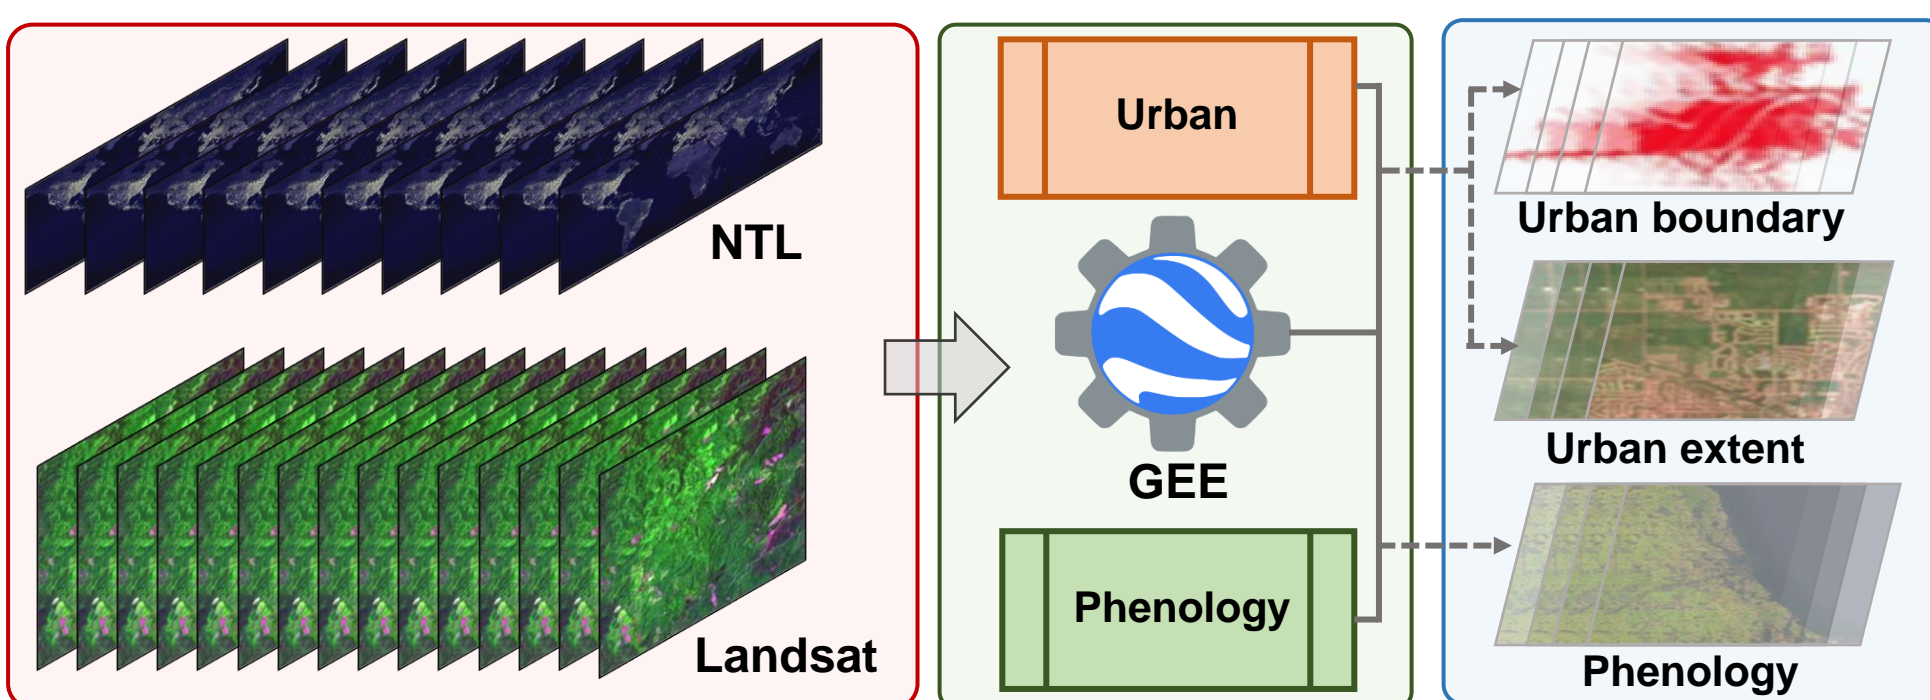 NTL
Landsat
Urban
GEE
Phenology
Urban boundary
Urban extent
Phenology